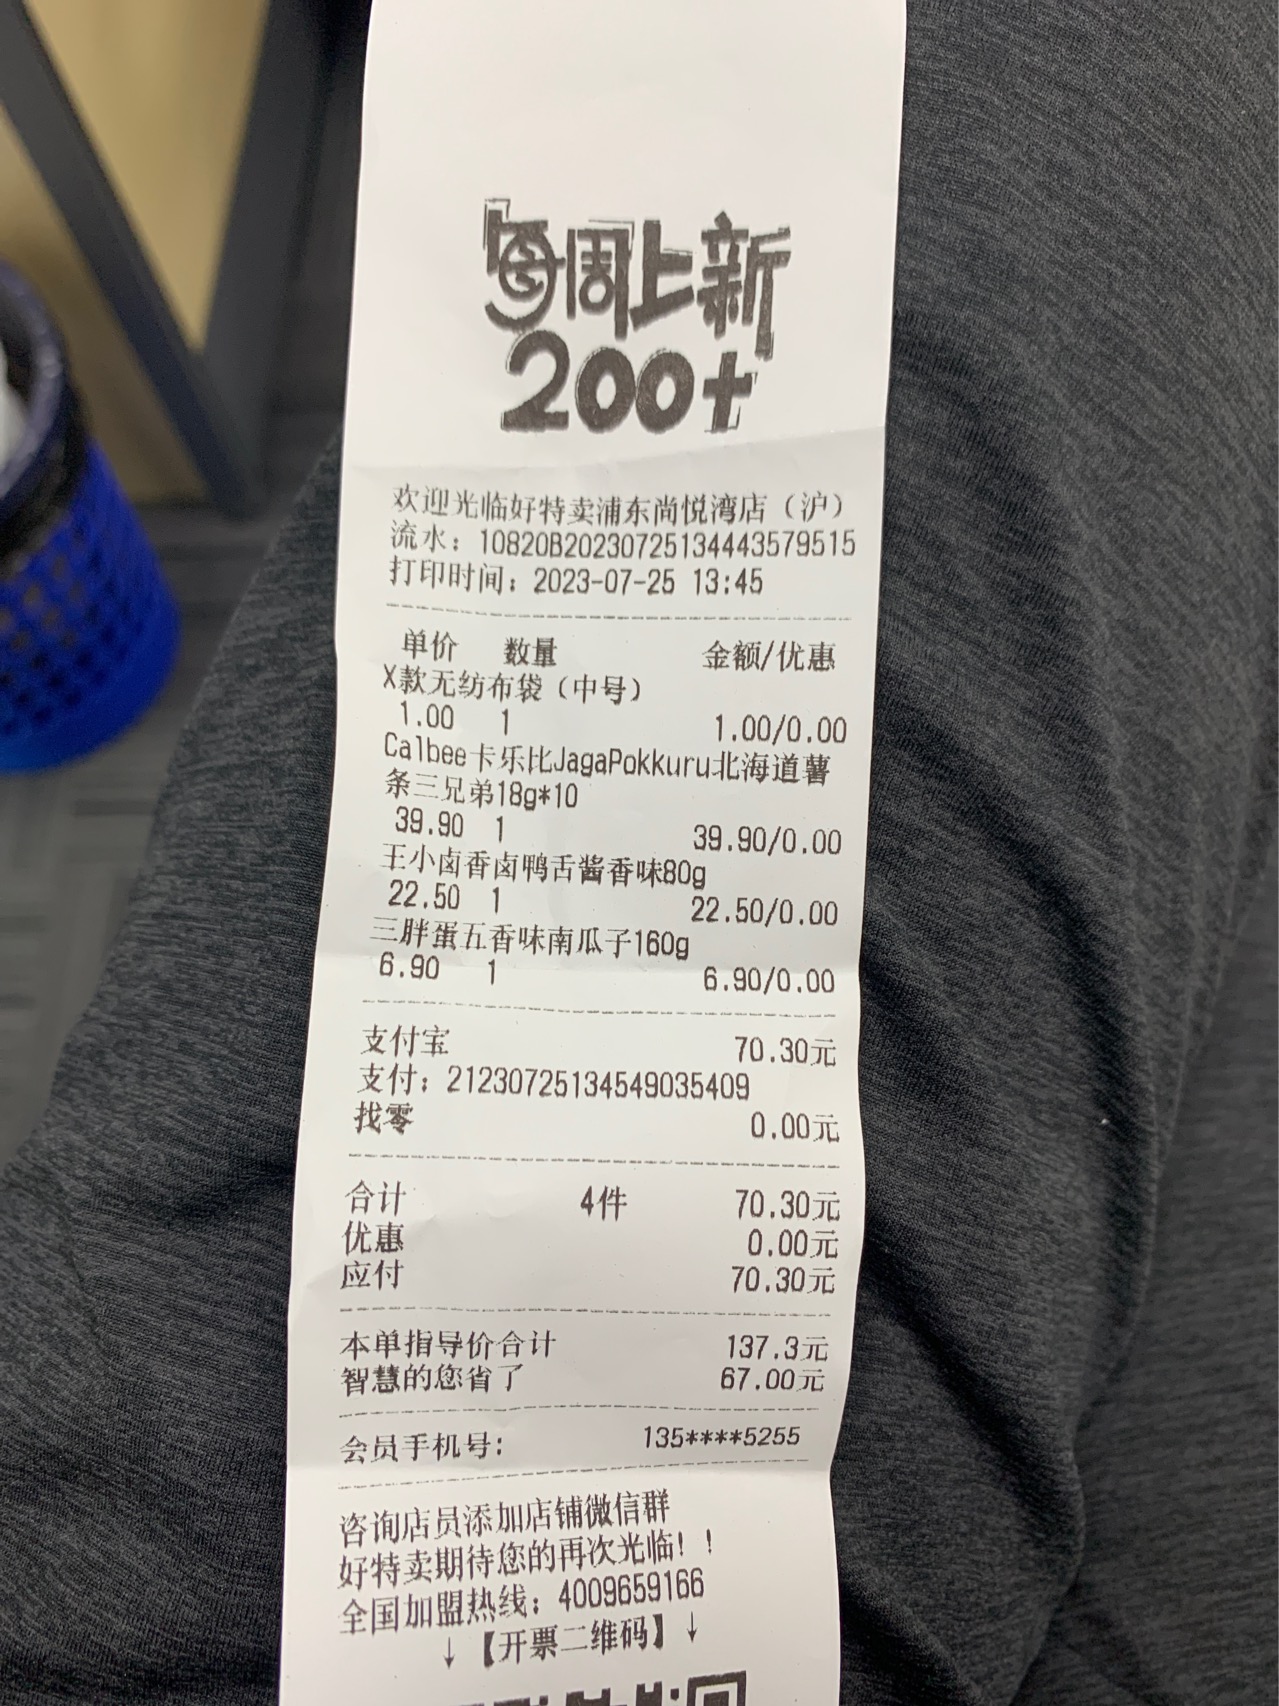 每周上新
200+
欢迎光临好特卖浦东尚悦湾店（沪）
流水：10820B20230725134443579515
打印时间：2023-07-25 13:45
单价 数量 金额/优惠
X款无纺布袋（中号）
1.00 1 1.00/0.00
Calbee卡乐比JagaPokkuru北海道薯
条三兄弟18g*10
39.90 1 39.90/0.00
王小卤香卤鸭舌酱香味80g
22.50 1 22.50/0.00
三胖蛋五香味南瓜子160g
6.90 1 6.90/0.00
支付宝 70.30元
支付：21230725134549035409
找零 0.00元
合计 4件 70.30元
优惠 0.00元
应付 70.30元
本单指导价合计 137.3元
智慧的您省了 67.00元
会员手机号： 135****5255
咨询店员添加店铺微信群
好特卖期待您的再次光临！！
全国加盟热线：4009659166
↓【开票二维码】↓